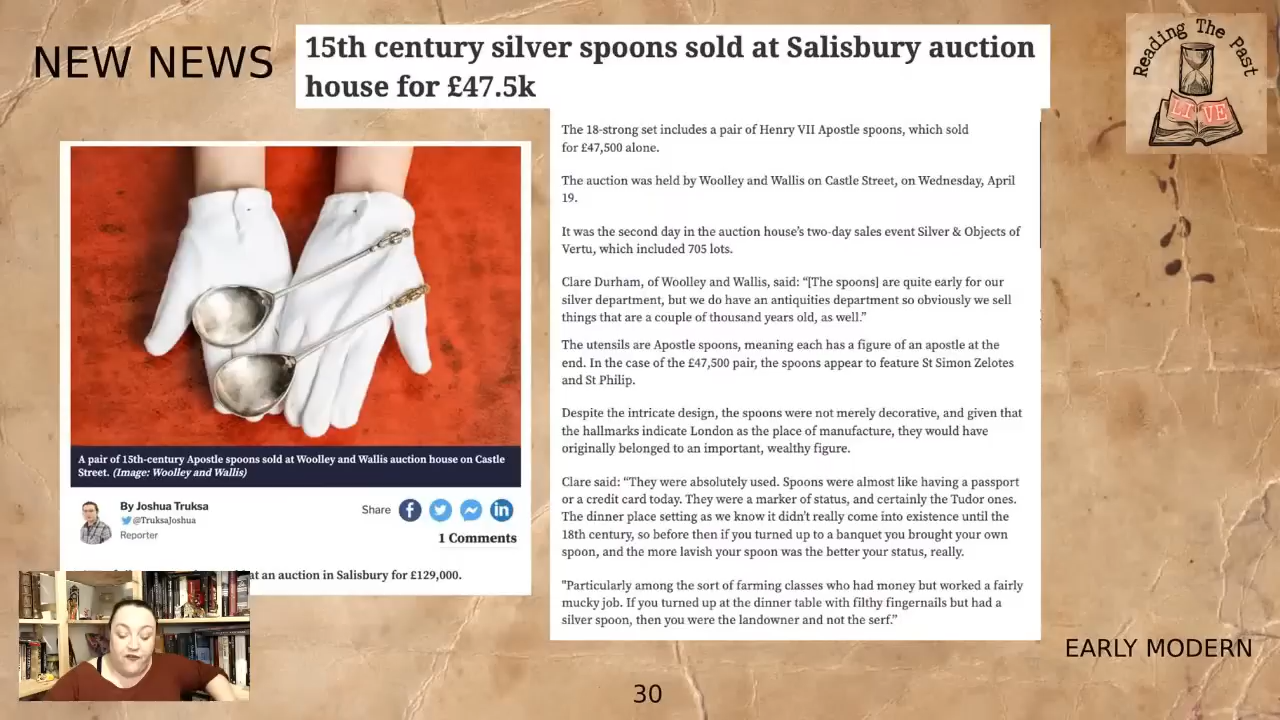 NEW NEWS
15th century silver spoons sold at Salisbury auction
house for £47.5k
Reading The Past
LIVE
The 18-strong set includes a pair of Henry VII Apostle spoons, which sold
for £47,500 alone.
The auction was held by Woolley and Wallis on Castle Street, on Wednesday, April
19.
It was the second day in the auction house's two-day sales event Silver & Objects of
Vertu, which included 705 lots.
Clare Durham, of Woolley and Wallis, said: “[The spoons] are quite early for our
silver department, but we do have an antiquities department so obviously we sell
things that are a couple of thousand years old, as well.”
The utensils are Apostle spoons, meaning each has a figure of an apostle at the
end. In the case of the £47,500 pair, the spoons appear to feature St Simon Zelotes
and St Philip.
Despite the intricate design, the spoons were not merely decorative, and given that
the hallmarks indicate London as the place of manufacture, they would have
originally belonged to an important, wealthy figure.
Clare said: “They were absolutely used. Spoons were almost like having a passport
or a credit card today. They were a marker of status, and certainly the Tudor ones.
The dinner place setting as we know it didn't really come into existence until the
18th century, so before then if you turned up to a banquet you brought your own
spoon, and the more lavish your spoon was the better your status, really.
"Particularly among the sort of farming classes who had money but worked a fairly
mucky job. If you turned up at the dinner table with filthy fingernails but had a
silver spoon, then you were the landowner and not the serf.”
A pair of 15th-century Apostle spoons sold at Woolley and Wallis auction house on Castle
Street. (Image: Woolley and Wallis)
By Joshua Truksa
@TruksaJoshua
Reporter
Share
1 Comments
at an auction in Salisbury for £129,000.
EARLY MODERN
30